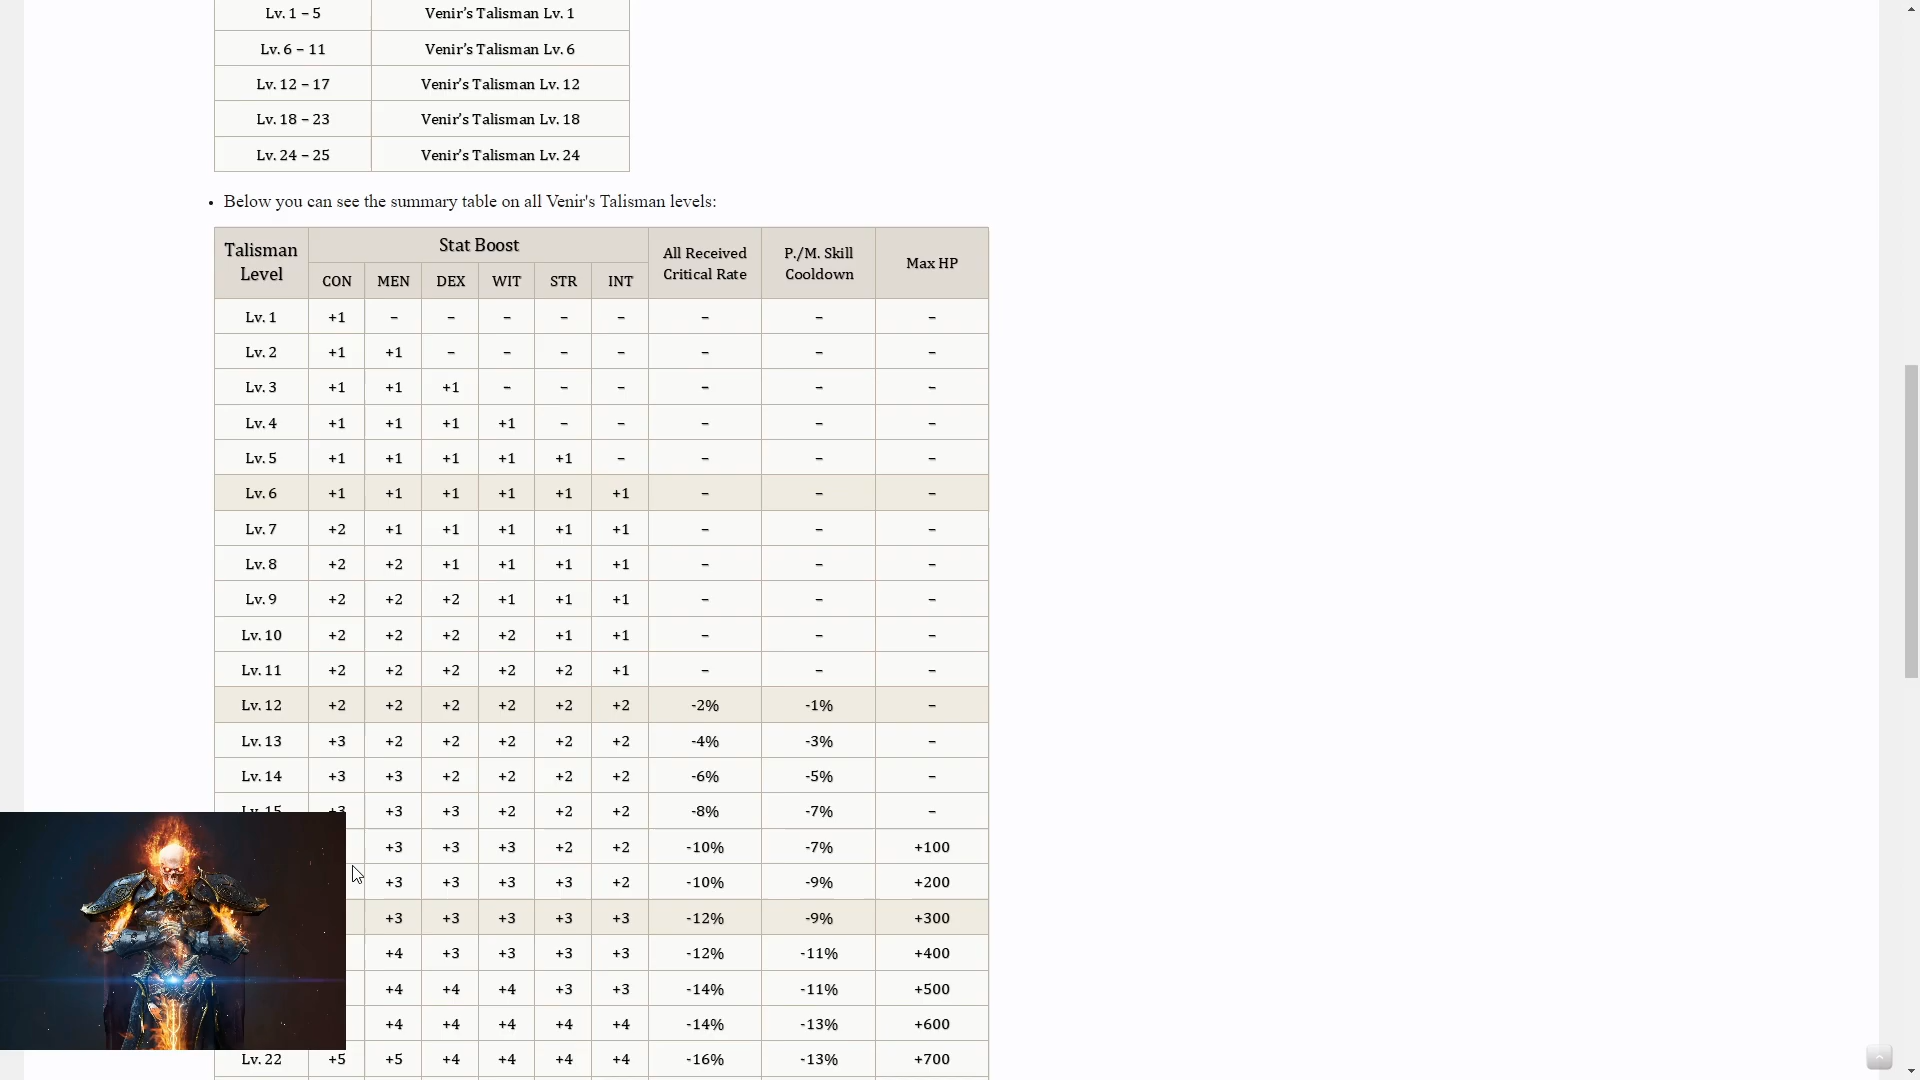 Lv. 1 – 5 Venir’s Talisman Lv. 1
Lv. 6 – 11 Venir’s Talisman Lv. 6
Lv. 12 – 17 Venir’s Talisman Lv. 12
Lv. 18 – 23 Venir’s Talisman Lv. 18
Lv. 24 – 25 Venir’s Talisman Lv. 24
• Below you can see the summary table on all Venir's Talisman levels:
Talisman Level Stat Boost All Received Critical Rate P./M. Skill Cooldown Max HP
CON MEN DEX WIT STR INT
Lv. 1 +1 – – – – – – – –
Lv. 2 +1 +1 – – – – – – –
Lv. 3 +1 +1 +1 – – – – – –
Lv. 4 +1 +1 +1 +1 – – – – –
Lv. 5 +1 +1 +1 +1 +1 – – – –
Lv. 6 +1 +1 +1 +1 +1 +1 – – –
Lv. 7 +2 +1 +1 +1 +1 +1 – – –
Lv. 8 +2 +2 +1 +1 +1 +1 – – –
Lv. 9 +2 +2 +2 +1 +1 +1 – – –
Lv. 10 +2 +2 +2 +2 +1 +1 – – –
Lv. 11 +2 +2 +2 +2 +2 +1 – – –
Lv. 12 +2 +2 +2 +2 +2 +2 -2% -1% –
Lv. 13 +3 +2 +2 +2 +2 +2 -4% -3% –
Lv. 14 +3 +3 +2 +2 +2 +2 -6% -5% –
Lv. 15 +3 +3 +3 +2 +2 +2 -8% -7% –
+3 +3 +3 +2 +2 -10% -7% +100
+3 +3 +3 +3 +2 -10% -9% +200
+3 +3 +3 +3 +3 -12% -9% +300
+4 +3 +3 +3 +3 -12% -11% +400
+4 +4 +4 +3 +3 -14% -11% +500
+4 +4 +4 +4 +4 -14% -13% +600
Lv. 22 +5 +5 +4 +4 +4 +4 -16% -13% +700